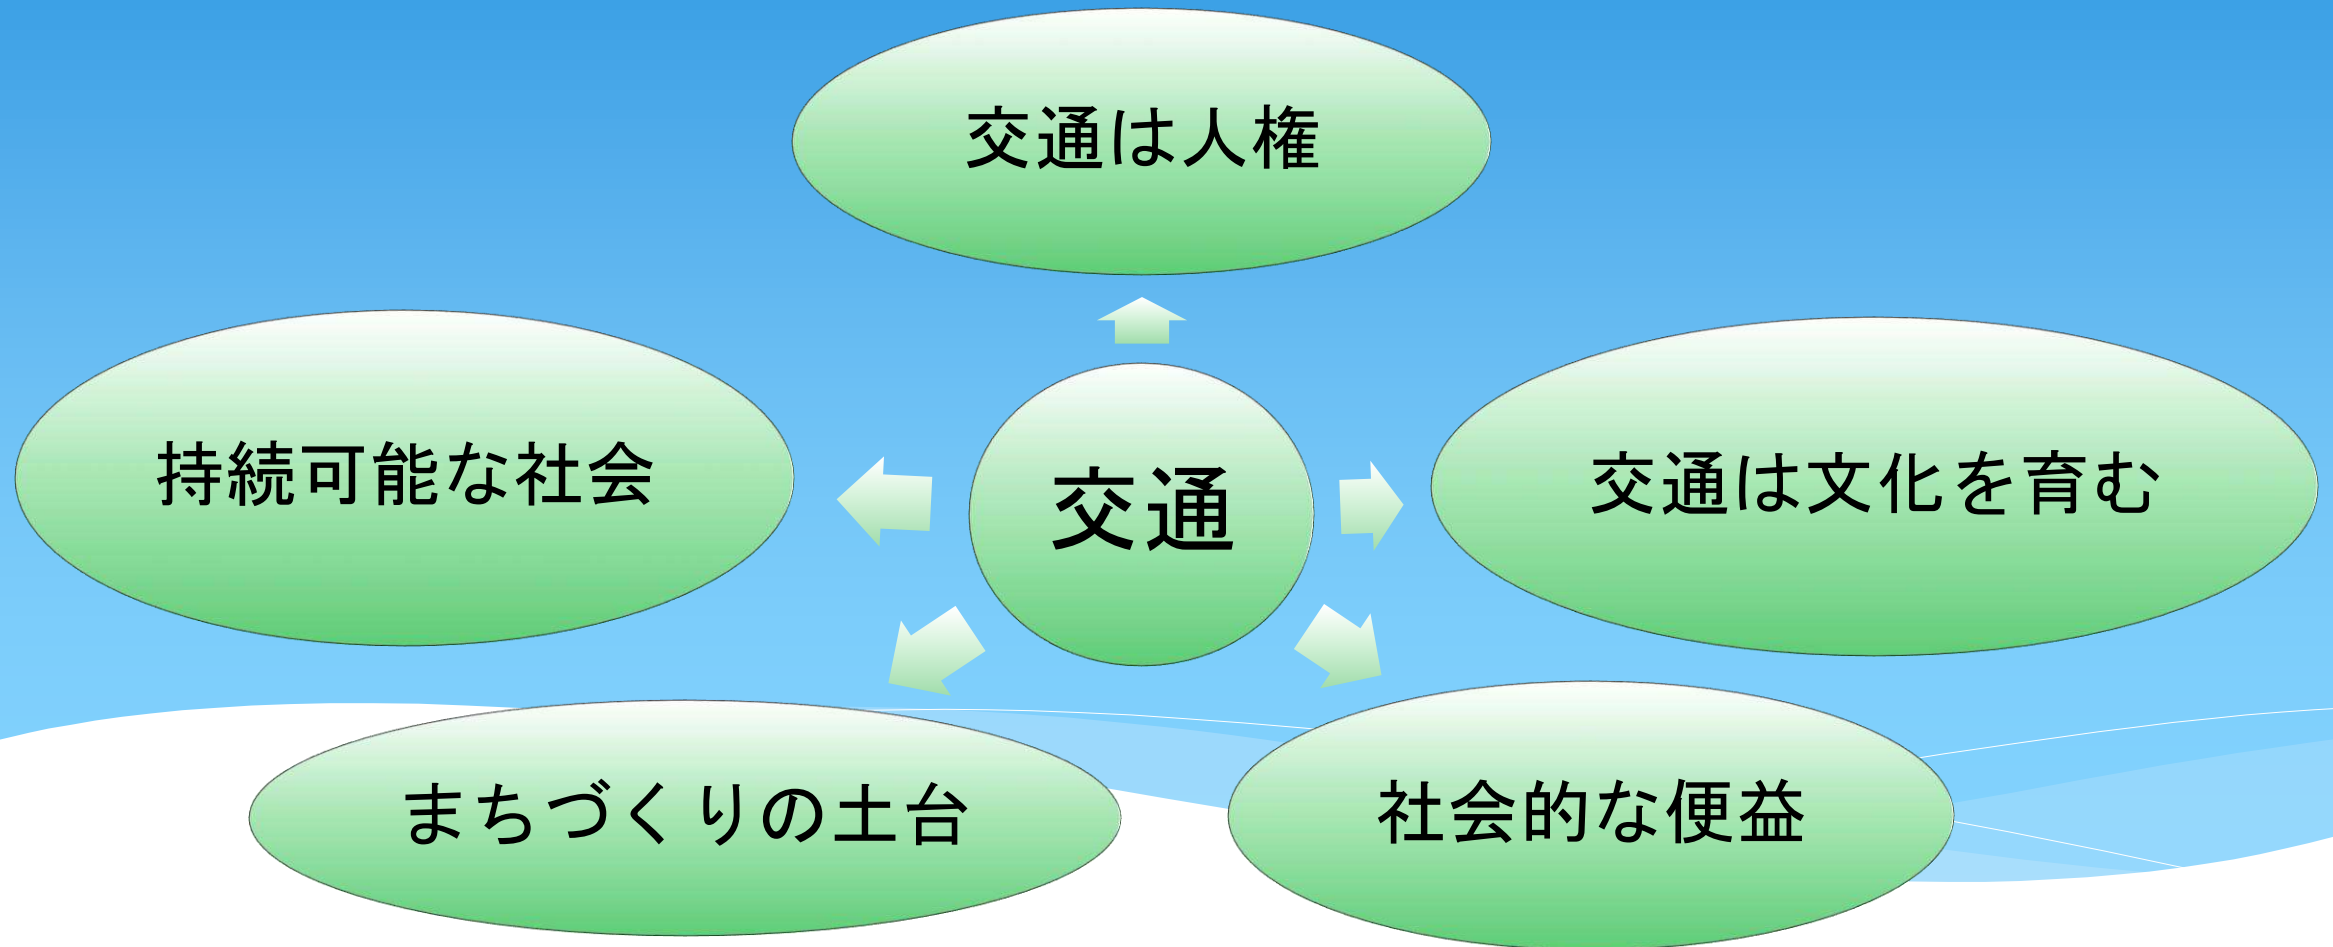 交通は人権
持続可能な社会
交通
交通は文化を育む
まちづくりの土台
社会的な便益